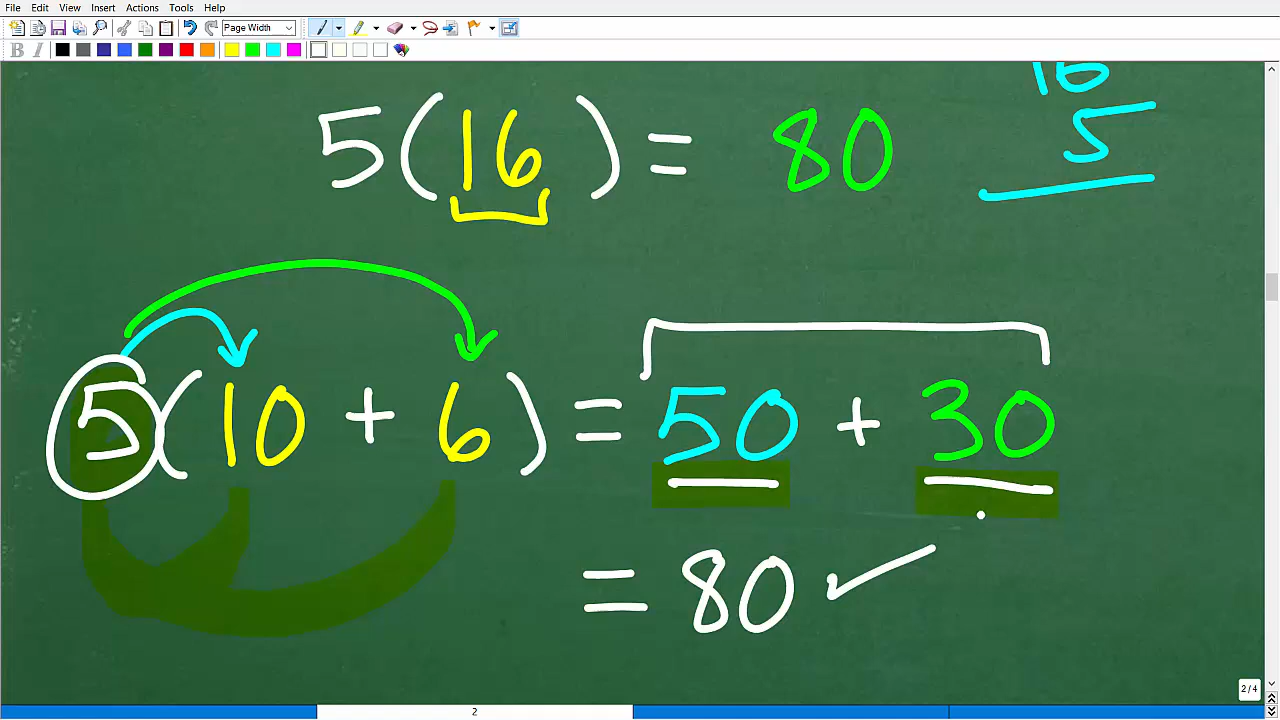 File Edit View Insert Actions Tools Help
Page Width
B I
16
5(16) = 80
5
5(10 + 6) = 50 + 30
= 80 ✓
2/4
2